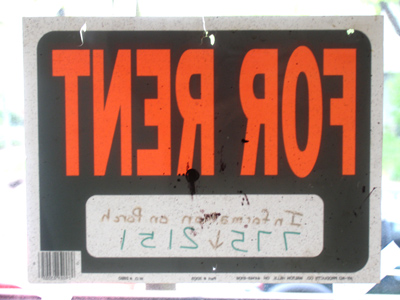 FOR RENT
Information on Porch
775↓2151